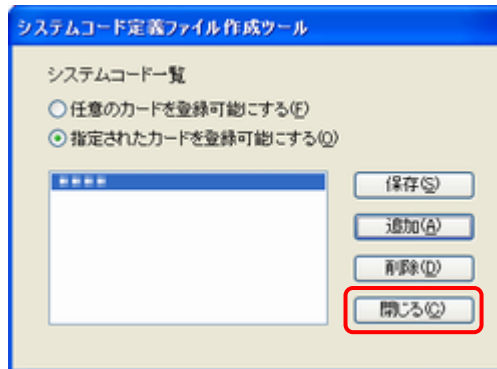 システムコード定義ファイル作成ツール
システムコード一覧
任意のカードを登録可能にする(F)
指定されたカードを登録可能にする(O)
****
保存(S)
追加(A)
削除(D)
閉じる(C)